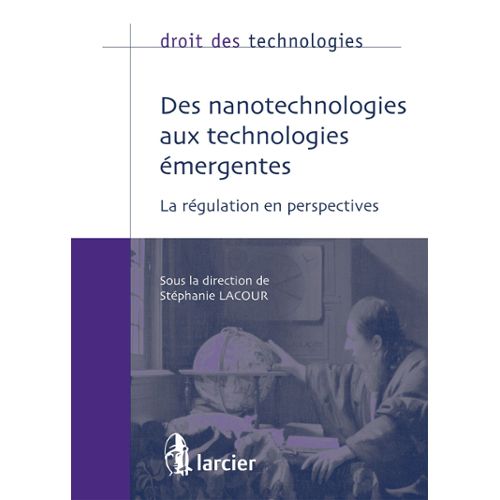 droit des technologies
Des nanotechnologies
aux technologies
émergentes
La régulation en perspectives
Sous la direction de
Stéphanie LACOUR
larcier